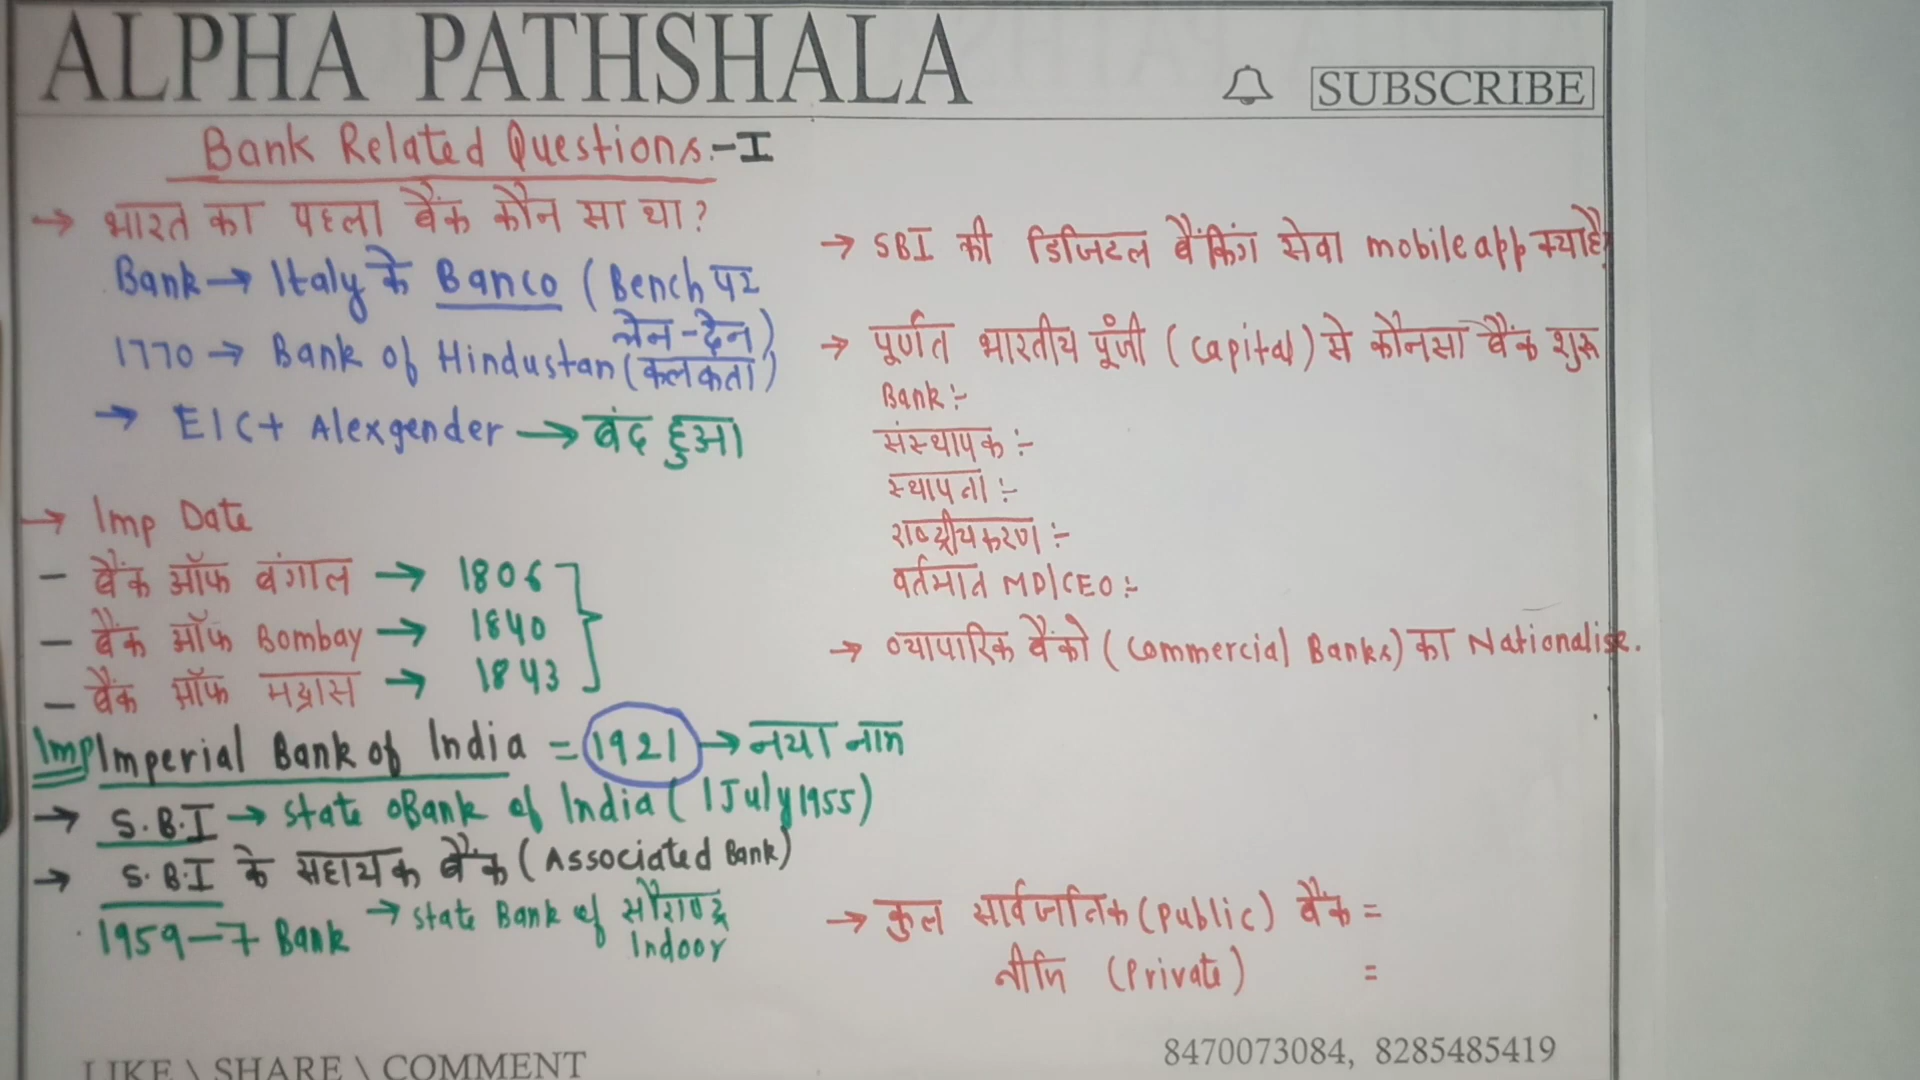 ALPHA PATHSHALA
SUBSCRIBE
Bank Related Questions.-I
→ भारत का पहला बैंक कौन सा था?
Bank → Italy के Banco (Bench पर
लेन-देन)
1770 → Bank of Hindustan (कलकता)
→ EIC+ Alexgender → बंद हुआ
→ Imp Date
– बैंक ऑफ बंगाल → 1806
– बैंक ऑफ Bombay → 1840
– बैंक ऑफ मद्रास → 1843
Imp Imperial Bank of India = 1921 → नया नाम
→ S.B.I → State oBank of India (1 July 1955)
→ S.B.I के सहायक बैंक (Associated Bank)
1959–7 Bank → State Bank of सौराष्ट्र
Indoor
→ SBI की डिजिटल बैंकिंग सेवा mobile app क्या है?
→ पूर्णत भारतीय पूंजी (Capital) से कौनसा बैंक शुरू
Bank :-
संस्थापक :-
स्थापना :-
राष्ट्रीयकरण :-
वर्तमान MD/CEO :-
→ व्यापारिक बैंको (Commercial Banks) का Nationalise.
→ कुल सार्वजनिक (Public) बैंक =
नीजि (Private) =
LIKE \ SHARE \ COMMENT
8470073084, 8285485419